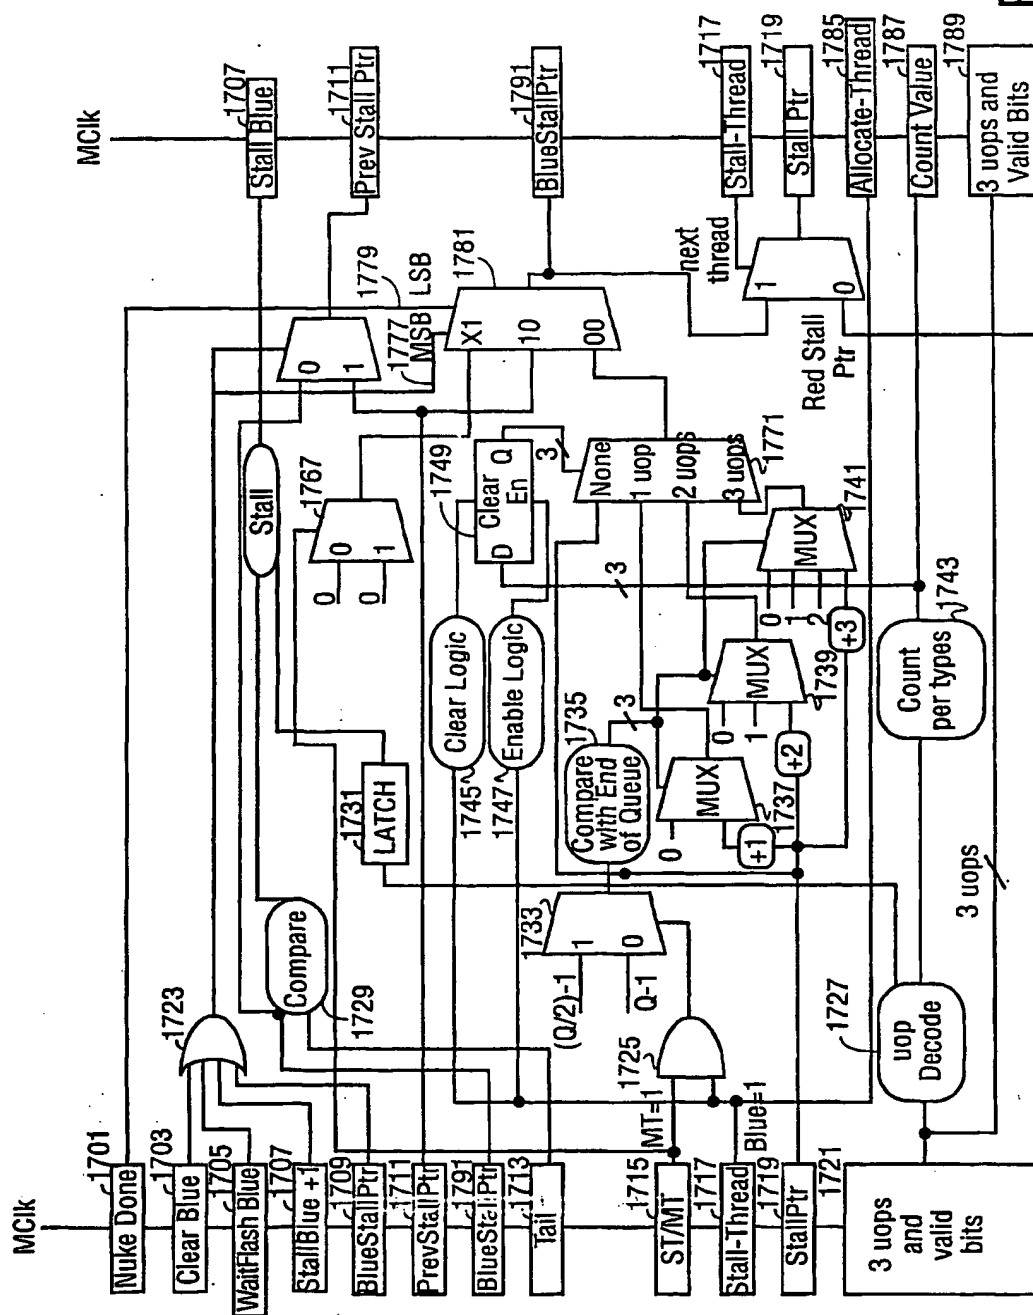 MClk
1701
Nuke Done
1703
Clear Blue
1705
WaitFlash Blue
1707
StallBlue +1
1709
BlueStallPtr
1711
PrevStallPtr
1791
BlueStallPtr
1713
Tail
1715
ST/MT
1717
Stall-Thread
1719
StallPtr
1721
3 uops
and
valid
bits
1723
Compare
1729
MT=1
Blue=1
1725
1727
uop
Decode
(Q/2)-1
Q-1
1
0
1733
1731
LATCH
1745
Clear Logic
1747
Enable Logic
1735
Compare
with End
of Queue
3
0
+1
MUX
1737
0
1
+2
MUX
1739
0
1
2
+3
MUX
1741
Count
per types
1743
3 uops
Stall
0
0
0
1
1767
1749
D
Clear
En
Q
3
3
None
1 uop
2 uops
3 uops
1771
0
1
1777
MSB
1779
LSB
X1
10
00
1781
next
thread
1
0
Red Stall
Ptr
MClk
1707
Stall Blue
1711
Prev Stall Ptr
1791
BlueStallPtr
1717
Stall-Thread
1719
Stall Ptr
1785
Allocate-Thread
1787
Count Value
1789
3 uops and
Valid Bits